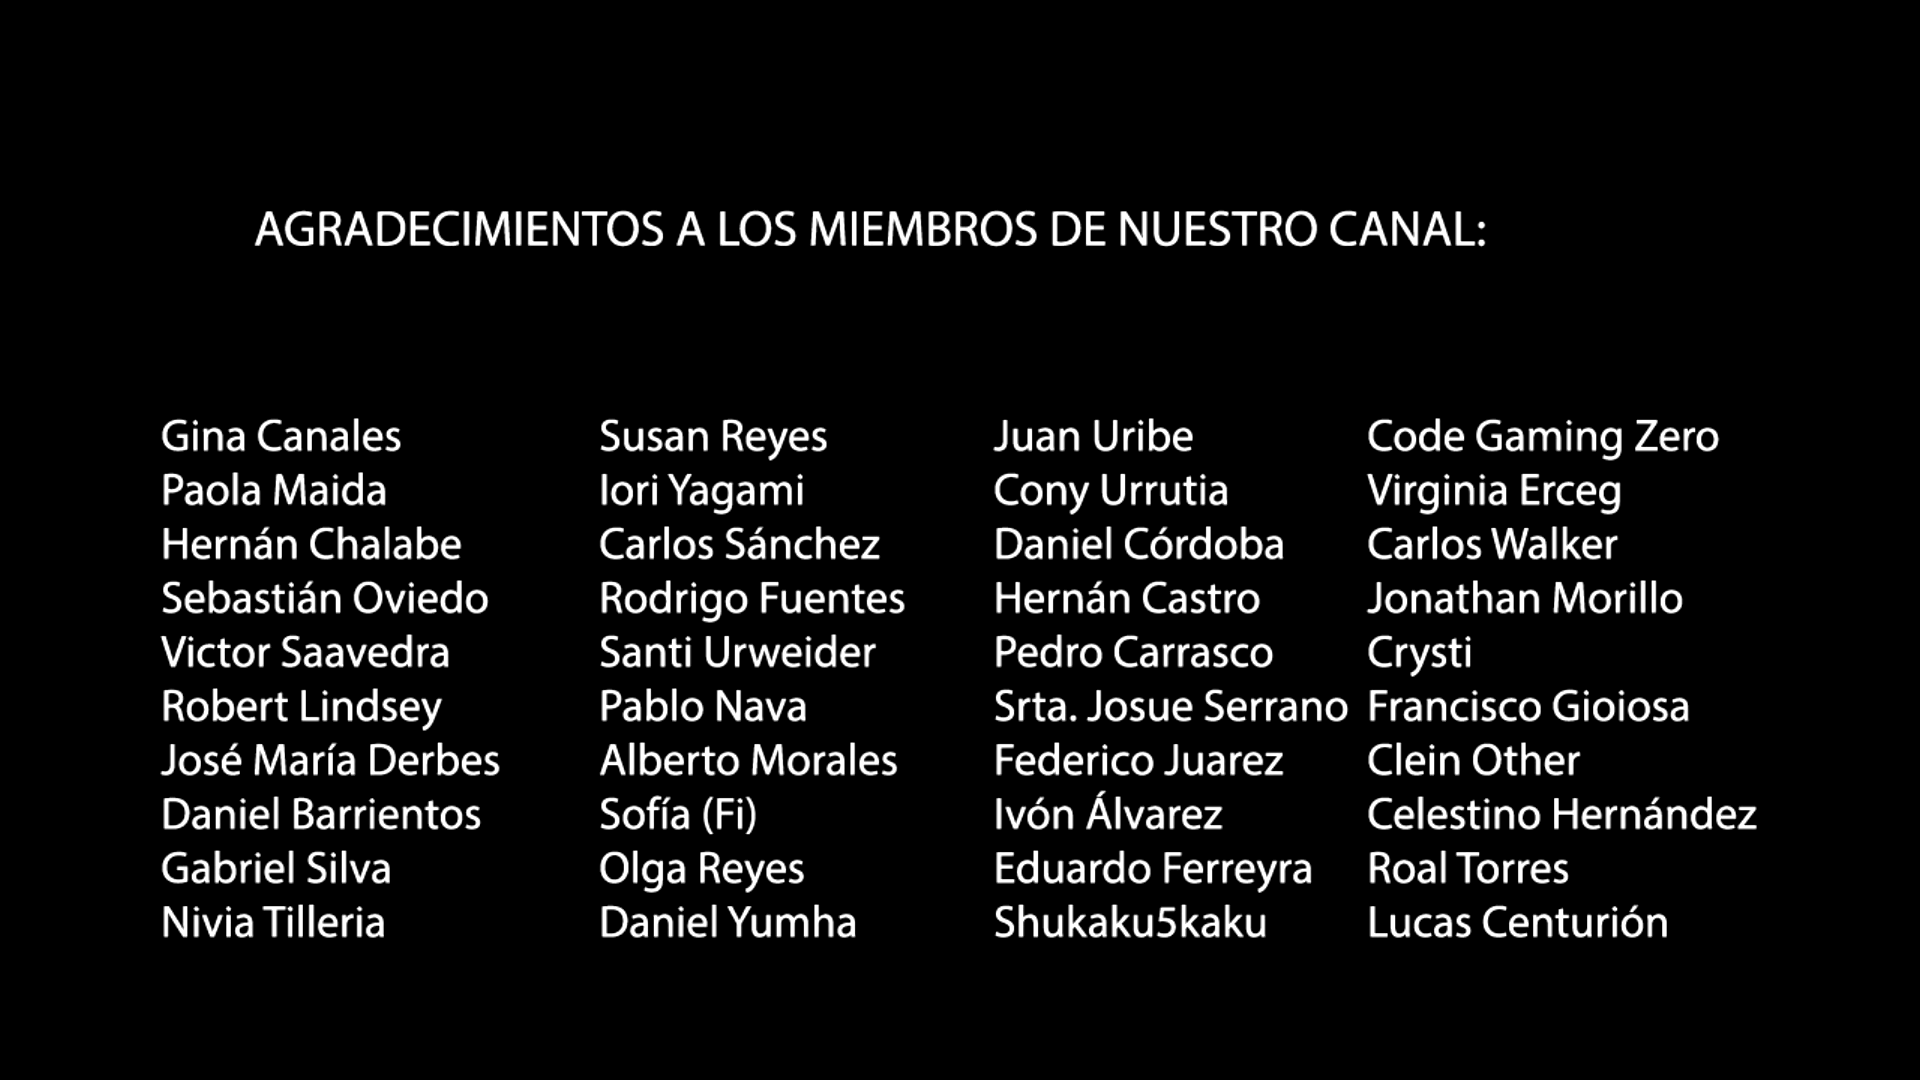 AGRADECIMIENTOS A LOS MIEMBROS DE NUESTRO CANAL:
Gina Canales
Paola Maida
Hernán Chalabe
Sebastián Oviedo
Victor Saavedra
Robert Lindsey
José María Derbes
Daniel Barrientos
Gabriel Silva
Nivia Tilleria
Susan Reyes
Iori Yagami
Carlos Sánchez
Rodrigo Fuentes
Santi Urweider
Pablo Nava
Alberto Morales
Sofía (Fi)
Olga Reyes
Daniel Yumha
Juan Uribe
Cony Urrutia
Daniel Córdoba
Hernán Castro
Pedro Carrasco
Srta. Josue Serrano
Federico Juarez
Ivón Álvarez
Eduardo Ferreyra
Shukaku5kaku
Code Gaming Zero
Virginia Erceg
Carlos Walker
Jonathan Morillo
Crysti
Francisco Gioiosa
Clein Other
Celestino Hernández
Roal Torres
Lucas Centurión